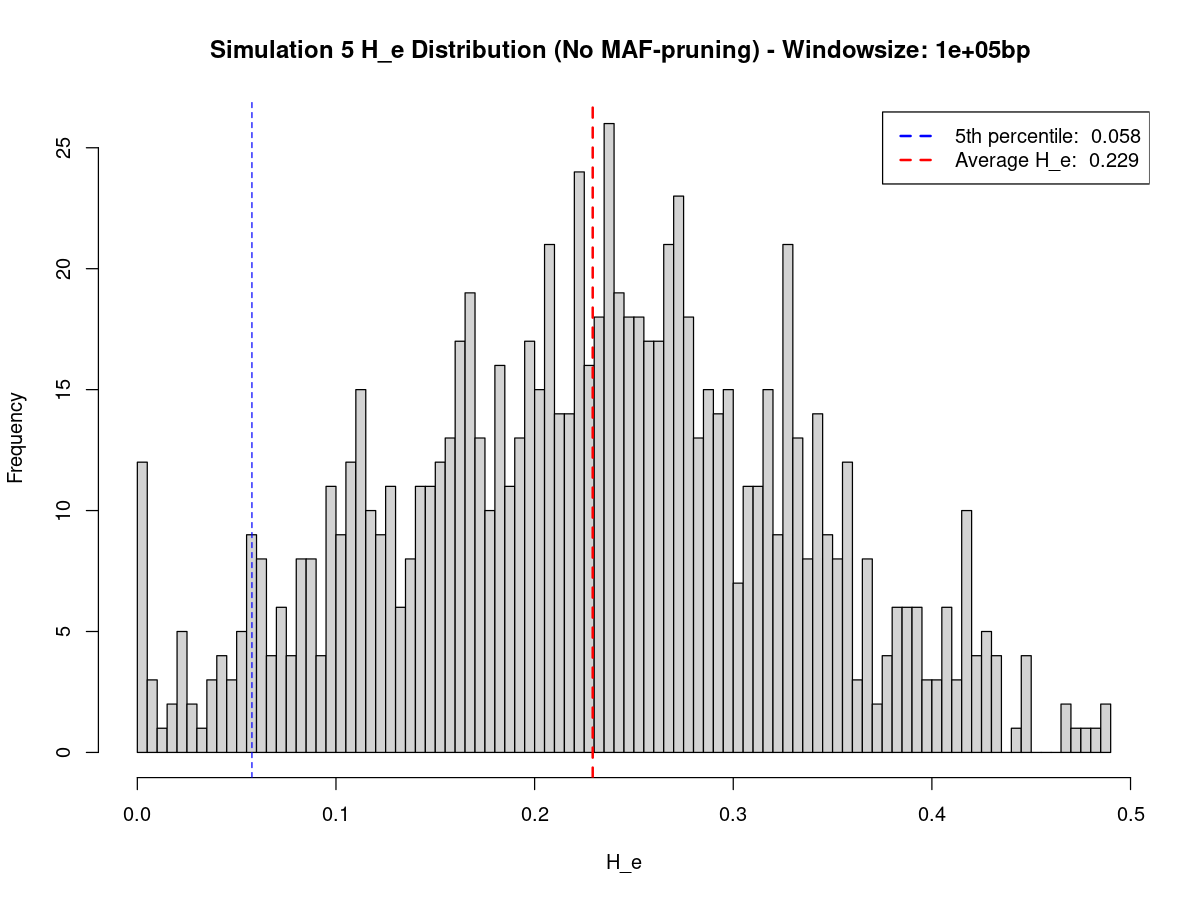 Simulation 5 H_e Distribution (No MAF-pruning) - Windowsize: 1e+05bp
5th percentile:  0.058
Average H_e:  0.229
Frequency
25
20
15
10
5
0
0.0 0.1 0.2 0.3 0.4 0.5
H_e